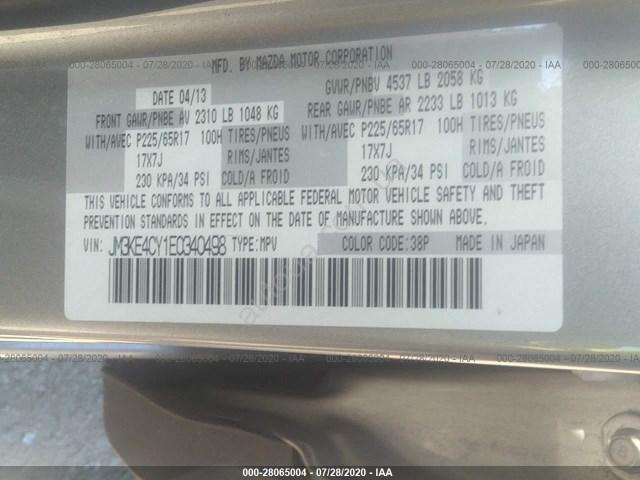 000-28065004 - 07/28/2020 - IAA 000-28065004 - 07/28/2020 - IAA
MFD. BY MAZDA MOTOR CORPORATION
DATE 04/13 GVWR/PNBV 4537 LB 2058 KG
FRONT GAWR/PNBE AV 2310 LB 1048 KG REAR GAWR/PNBE AR 2233 LB 1013 KG
WITH/AVEC P225/65R17 100H TIRES/PNEUS WITH/AVEC P225/65R17 100H TIRES/PNEUS
17X7J RIMS/JANTES 17X7J RIMS/JANTES
230 KPA/34 PSI COLD/A FROID 230 KPA/34 PSI COLD/A FROID
THIS VEHICLE CONFORMS TO ALL APPLICABLE FEDERAL MOTOR VEHICLE SAFETY AND THEFT
PREVENTION STANDARDS IN EFFECT ON THE DATE OF MANUFACTURE SHOWN ABOVE.
VIN: JM3KE4CY1E0340498 TYPE:MPV COLOR CODE:38P MADE IN JAPAN
000-28065004 - 07/28/2020 - IAA 000-28065004 - 07/28/2020 - IAA
000-28065004 - 07/28/2020 - IAA